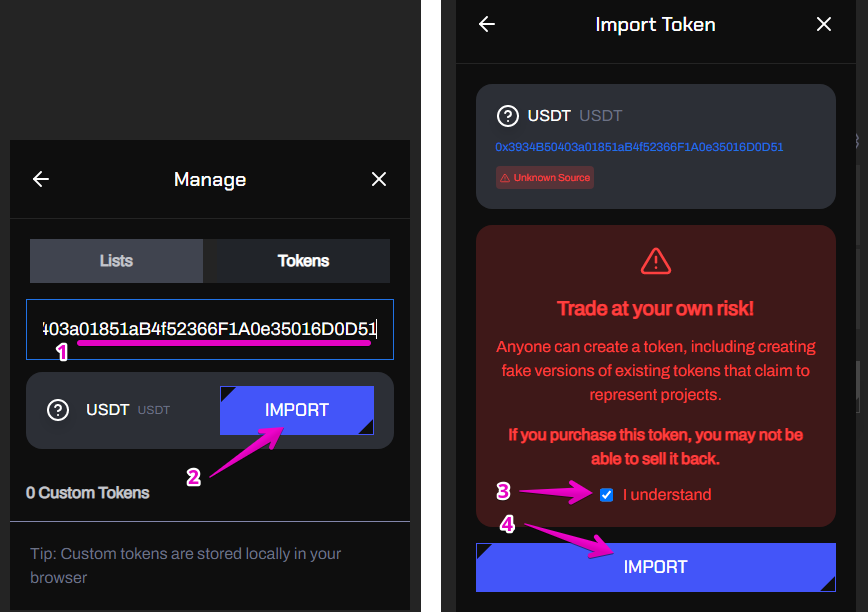 Manage
Lists
Tokens
403a01851aB4f52366F1A0e35016D0D51
1
USDT USDT
IMPORT
2
0 Custom Tokens
Tip: Custom tokens are stored locally in your
browser
Import Token
USDT USDT
0x3934B50403a01851aB4f52366F1A0e35016D0D51
Unknown Source
Trade at your own risk!
Anyone can create a token, including creating
fake versions of existing tokens that claim to
represent projects.
If you purchase this token, you may not be
able to sell it back.
3
I understand
4
IMPORT